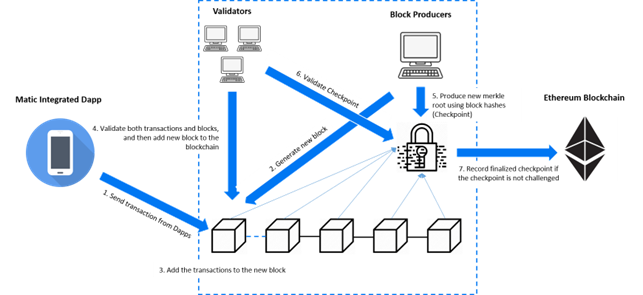 Validators
Block Producers
6. Validate Checkpoint
Matic Integrated Dapp
5. Produce new merkle
root using block hashes
(Checkpoint)
Ethereum Blockchain
4. Validate both transactions and blocks,
and then add new block to the
blockchain
2. Generate new block
7. Record finalized checkpoint if
the checkpoint is not challenged
1. Send transaction from Dapps
3. Add the transactions to the new block